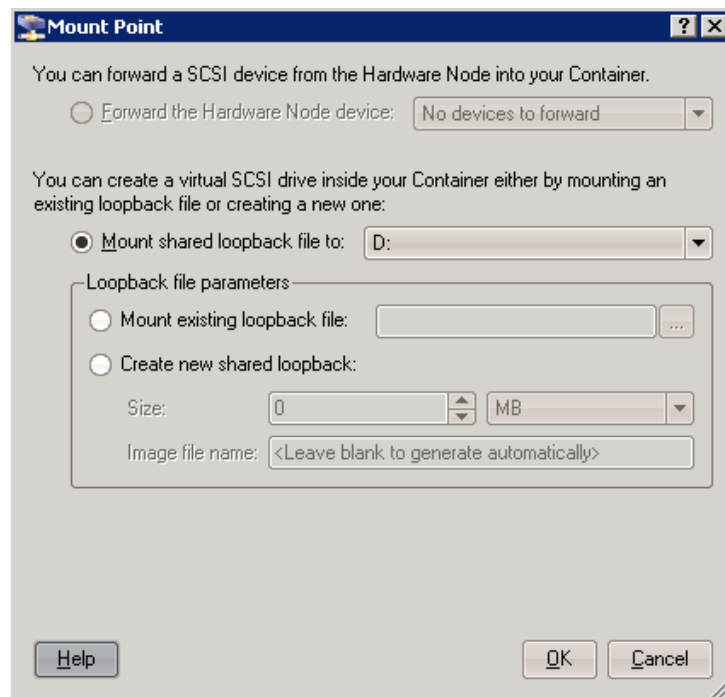 Mount Point
You can forward a SCSI device from the Hardware Node into your Container.
Forward the Hardware Node device: No devices to forward
You can create a virtual SCSI drive inside your Container either by mounting an
existing loopback file or creating a new one:
Mount shared loopback file to: D:
Loopback file parameters
Mount existing loopback file: ...
Create new shared loopback:
Size: 0 MB
Image file name: <Leave blank to generate automatically>
Help OK Cancel